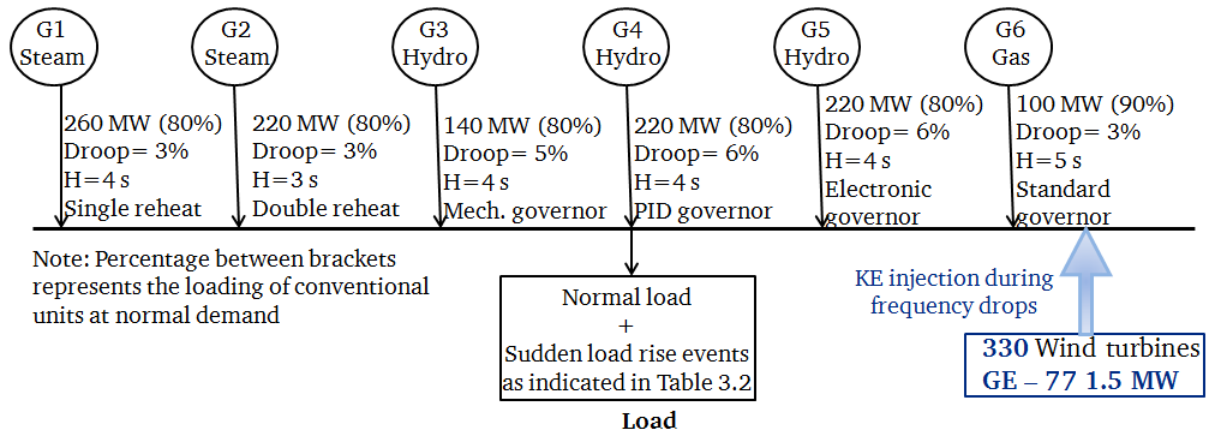 G1
Steam
G2
Steam
G3
Hydro
G4
Hydro
G5
Hydro
G6
Gas
260 MW (80%)
Droop= 3%
H=4 s
Single reheat
220 MW (80%)
Droop= 3%
H=3 s
Double reheat
140 MW (80%)
Droop= 5%
H=4 s
Mech. governor
220 MW (80%)
Droop= 6%
H=4 s
PID governor
220 MW (80%)
Droop= 6%
H=4 s
Electronic
governor
100 MW (90%)
Droop= 3%
H=5 s
Standard
governor
Note: Percentage between brackets
represents the loading of conventional
units at normal demand
Normal load
+
Sudden load rise events
as indicated in Table 3.2
Load
KE injection during
frequency drops
330 Wind turbines
GE – 77 1.5 MW